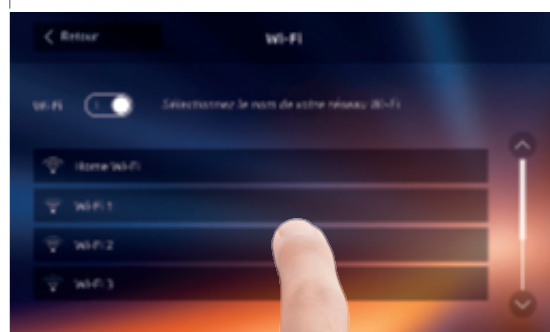 Retour
Wi-Fi
Wi-Fi
Sélectionnez le nom de votre réseau Wi-Fi
Home Wi-Fi
Wi-Fi 1
Wi-Fi 2
Wi-Fi 3